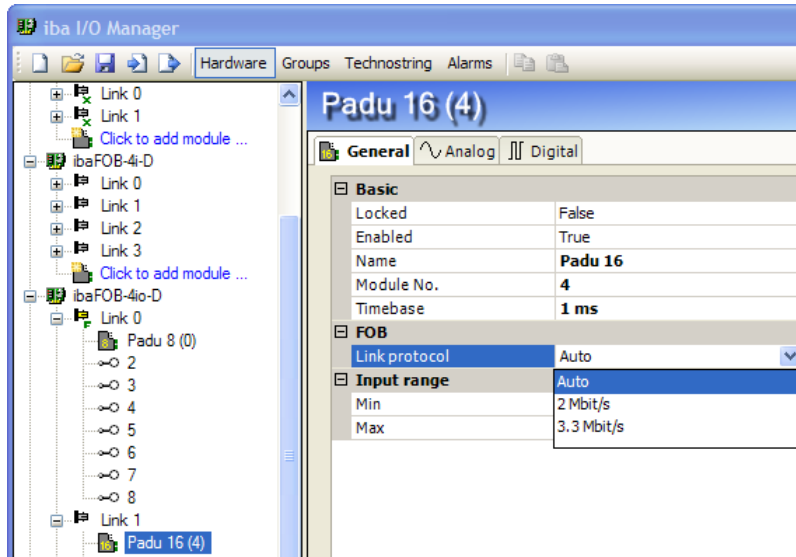 iba I/O Manager
Hardware Groups Technostring Alarms
Link 0
Link 1
Click to add module ...
ibaFOB-4i-D
Link 0
Link 1
Link 2
Link 3
Click to add module ...
ibaFOB-4io-D
Link 0
Padu 8 (0)
2
3
4
5
6
7
8
Link 1
Padu 16 (4)
Padu 16 (4)
General Analog Digital
Basic
Locked False
Enabled True
Name Padu 16
Module No. 4
Timebase 1 ms
FOB
Link protocol Auto
Input range Auto
Min 2 Mbit/s
Max 3.3 Mbit/s